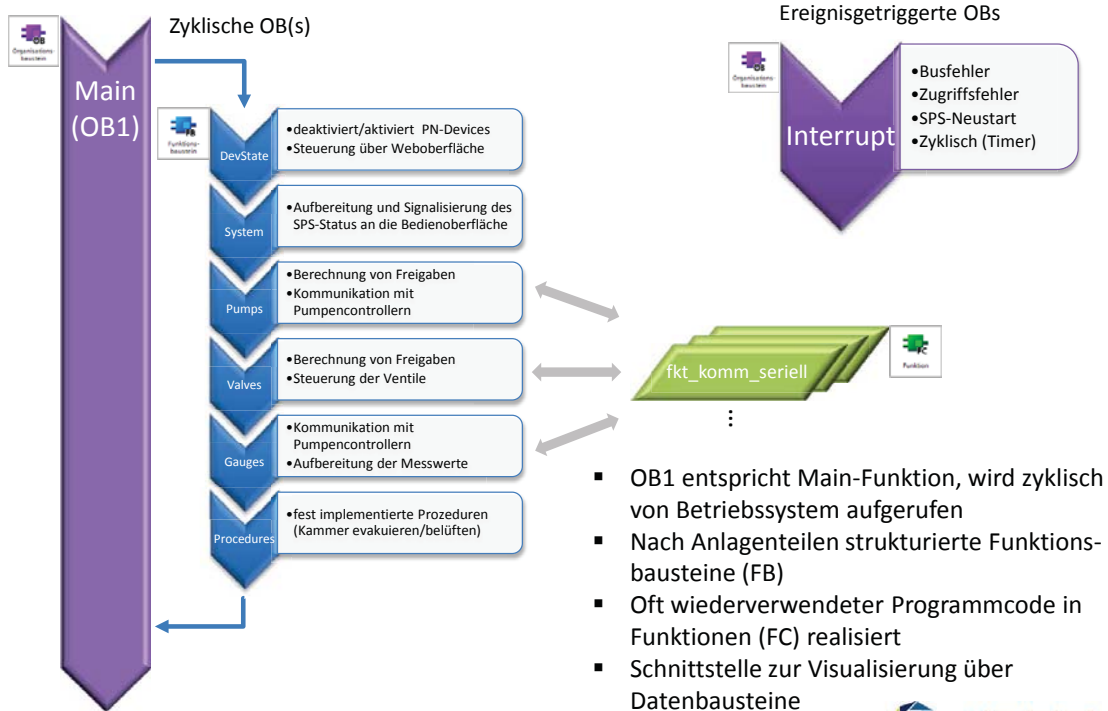 Zyklische OB(s)
OB
Organisations-
baustein
Main
(OB1)
FB
Funktions-
baustein
DevState
•deaktiviert/aktiviert PN-Devices
•Steuerung über Weboberfläche
System
•Aufbereitung und Signalisierung des
SPS-Status an die Bedienoberfläche
Pumps
•Berechnung von Freigaben
•Kommunikation mit
Pumpencontrollern
Valves
•Berechnung von Freigaben
•Steuerung der Ventile
Gauges
•Kommunikation mit
Pumpencontrollern
•Aufbereitung der Messwerte
Procedures
•fest implementierte Prozeduren
(Kammer evakuieren/belüften)
Ereignisgetriggerte OBs
OB
Organisations-
baustein
Interrupt
•Busfehler
•Zugriffsfehler
•SPS-Neustart
•Zyklisch (Timer)
fkt_komm_seriell
FC
Funktion
...
▪ OB1 entspricht Main-Funktion, wird zyklisch
von Betriebssystem aufgerufen
▪ Nach Anlagenteilen strukturierte Funktions-
bausteine (FB)
▪ Oft wiederverwendeter Programmcode in
Funktionen (FC) realisiert
▪ Schnittstelle zur Visualisierung über
Datenbausteine